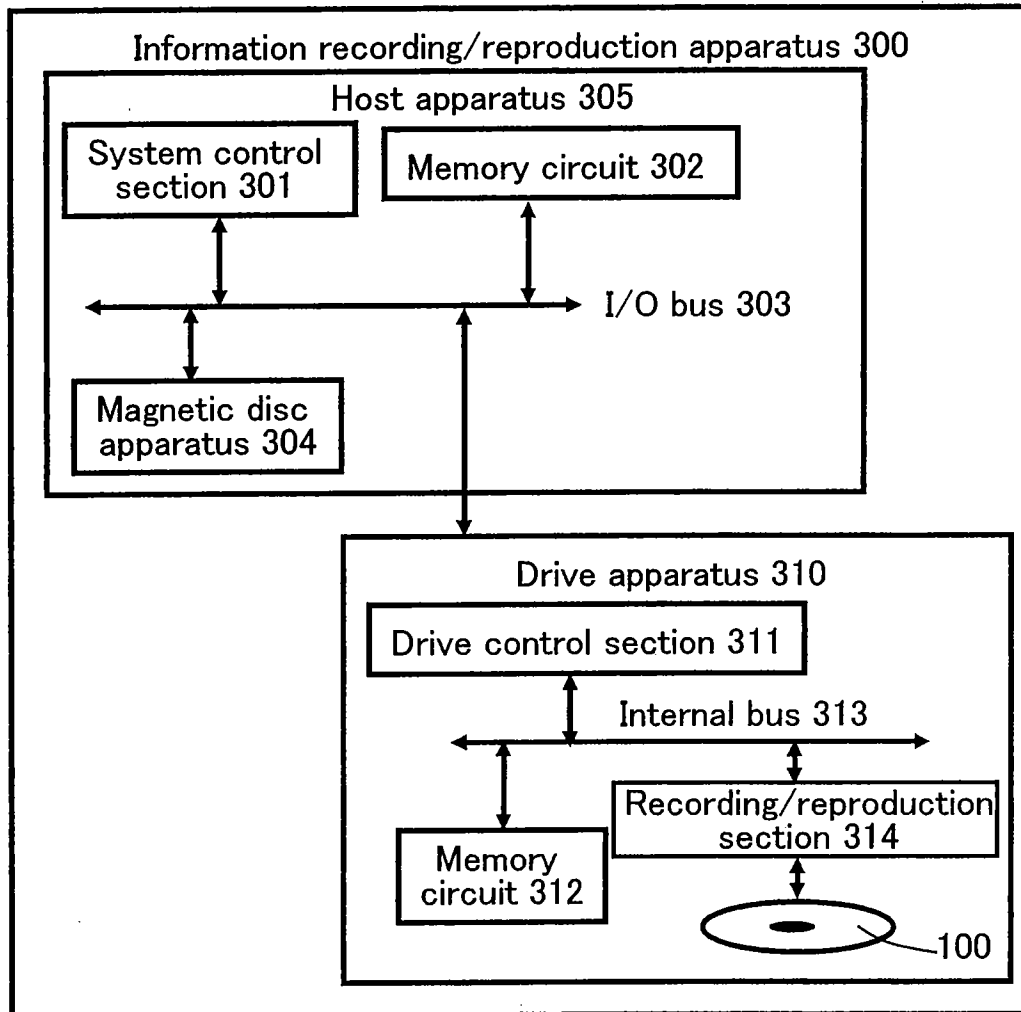 Information recording/reproduction apparatus 300
Host apparatus 305
System control
section 301
Memory circuit 302
I/O bus 303
Magnetic disc
apparatus 304
Drive apparatus 310
Drive control section 311
Internal bus 313
Recording/reproduction
section 314
Memory
circuit 312
100